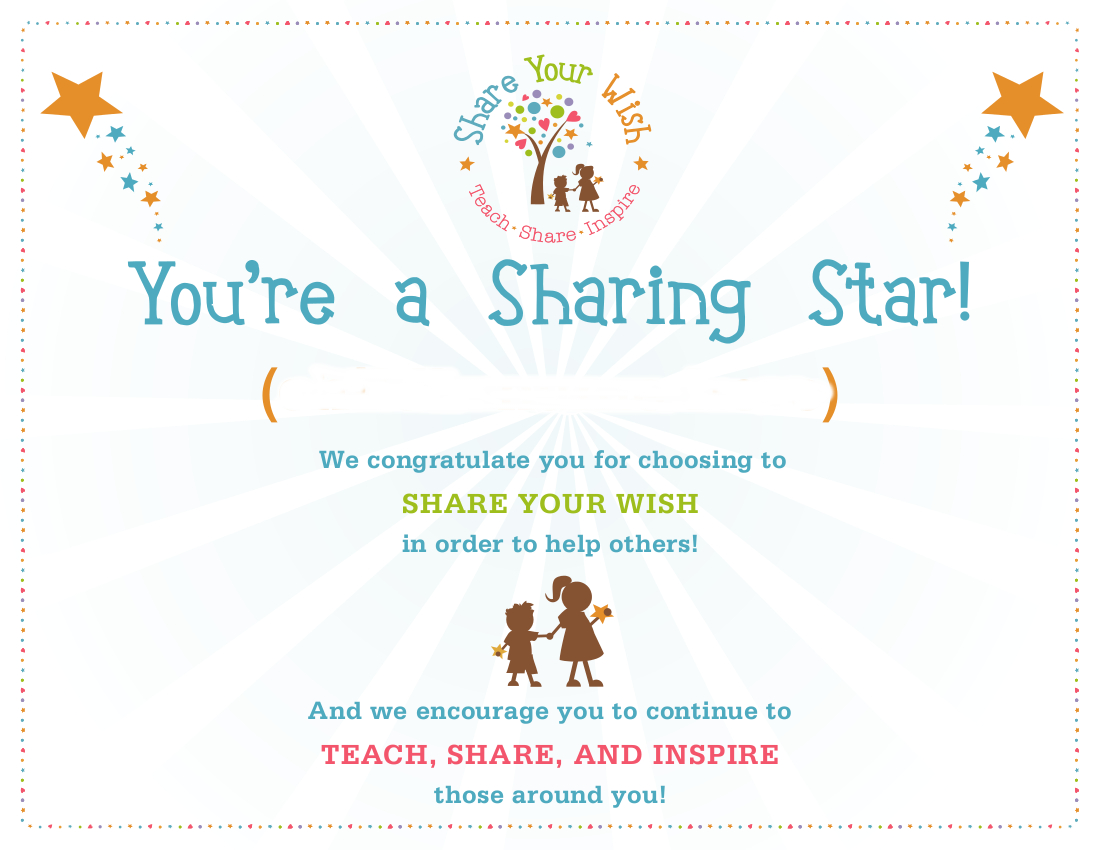 Share Your Wish
Teach · Share · Inspire
You're a Sharing Star!
( )
We congratulate you for choosing to
SHARE YOUR WISH
in order to help others!
And we encourage you to continue to
TEACH, SHARE, AND INSPIRE
those around you!